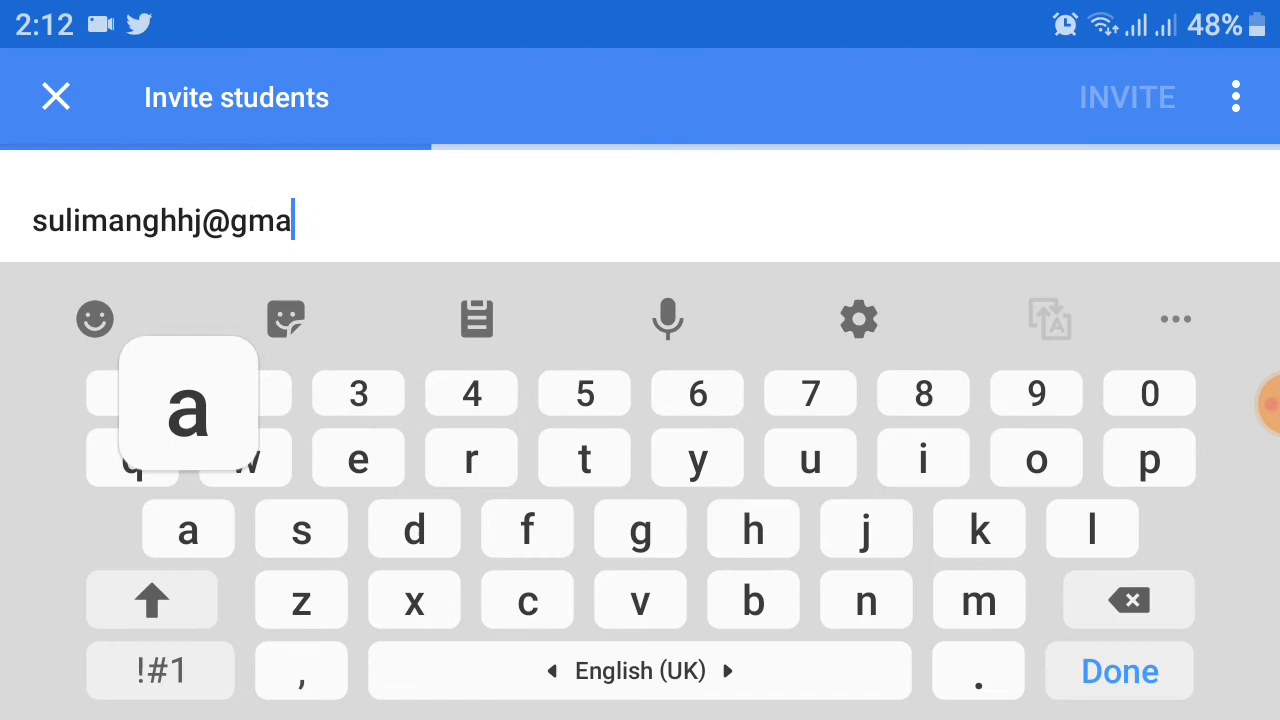 2:12 48%
Invite students INVITE
sulimanghhj@gma
a
3 4 5 6 7 8 9 0
q w e r t y u i o p
a s d f g h j k l
z x c v b n m
!#1 , English (UK) . Done